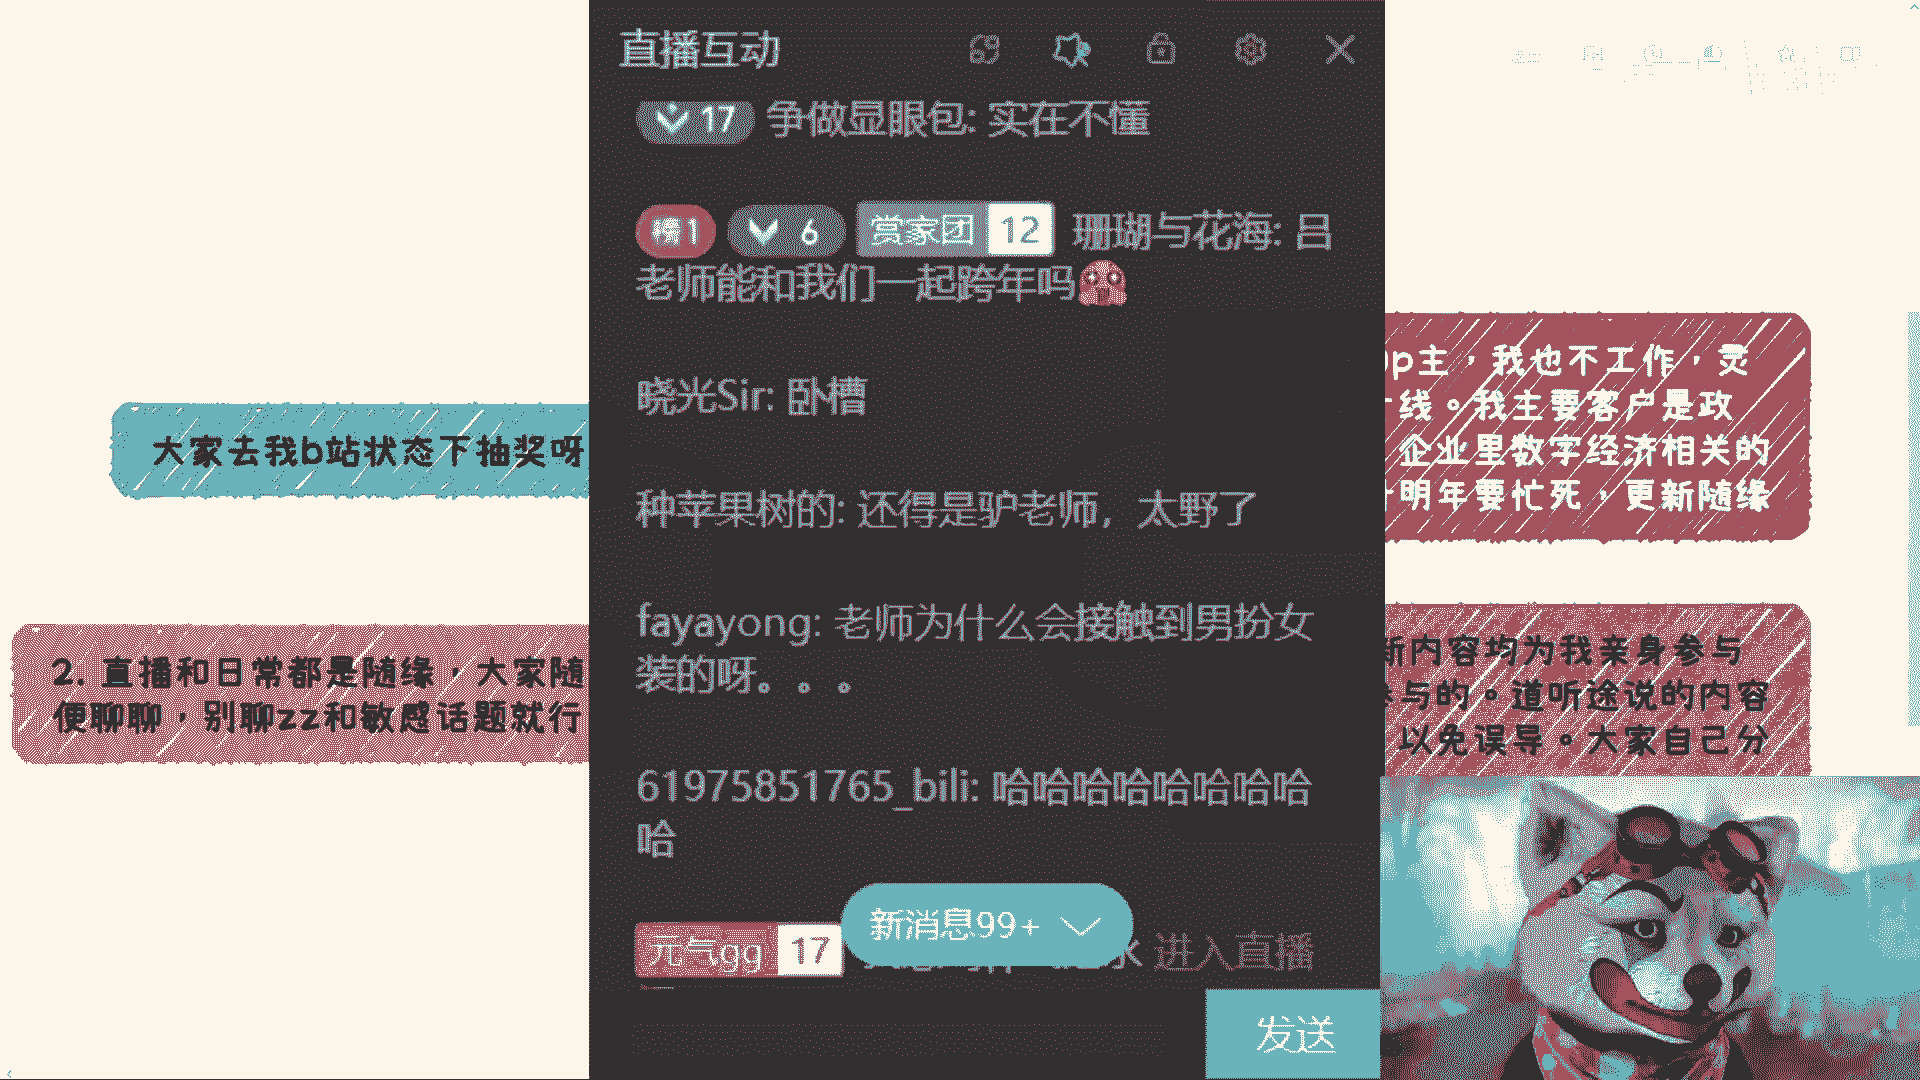 直播互动
17 争做显眼包: 实在不懂
榜1 6 赏家团 12 珊瑚与花海: 吕
老师能和我们一起跨年吗
晓光Sir: 卧槽
种苹果树的: 还得是驴老师，太野了
fayayong: 老师为什么会接触到男扮女
装的呀。。。
61975851765_bili: 哈哈哈哈哈哈哈哈
哈
元气gg 17
进入直播
新消息99+
发送
大家去我b站状态下抽奖呀
2. 直播和日常都是随缘，大家随
便聊聊，别聊zz和敏感话题就行
p主，我也不工作，灵
线。我主要客户是政
企业里数字经济相关的
明年要忙死，更新随缘
新内容均为我亲身参与
参与的。道听途说的内容
以免误导。大家自己分